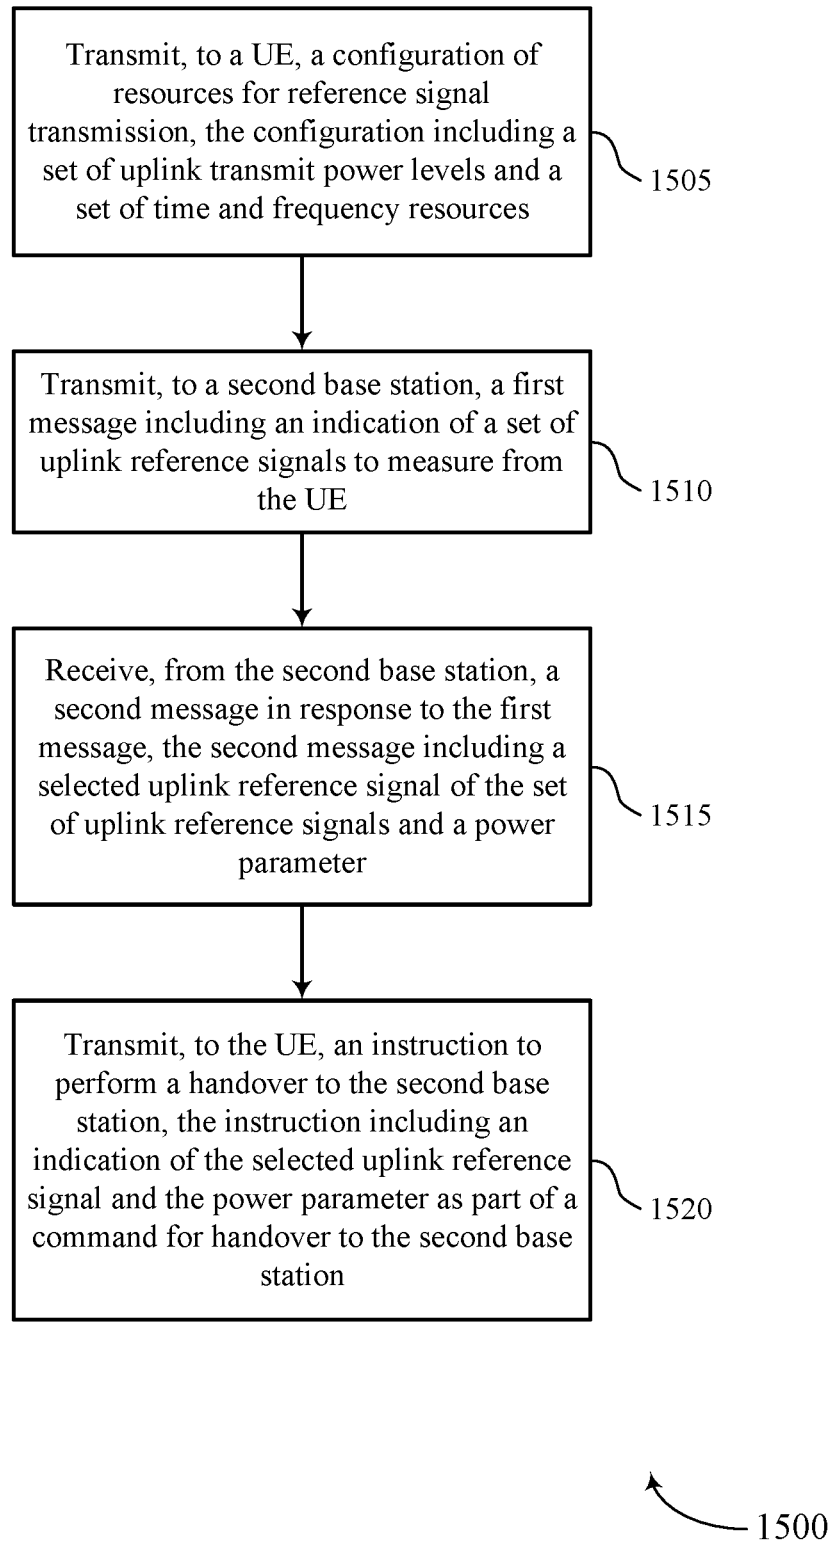 Transmit, to a UE, a configuration of
resources for reference signal
transmission, the configuration including a
set of uplink transmit power levels and a
set of time and frequency resources
1505
Transmit, to a second base station, a first
message including an indication of a set of
uplink reference signals to measure from
the UE
1510
Receive, from the second base station, a
second message in response to the first
message, the second message including a
selected uplink reference signal of the set
of uplink reference signals and a power
parameter
1515
Transmit, to the UE, an instruction to
perform a handover to the second base
station, the instruction including an
indication of the selected uplink reference
signal and the power parameter as part of a
command for handover to the second base
station
1520
1500